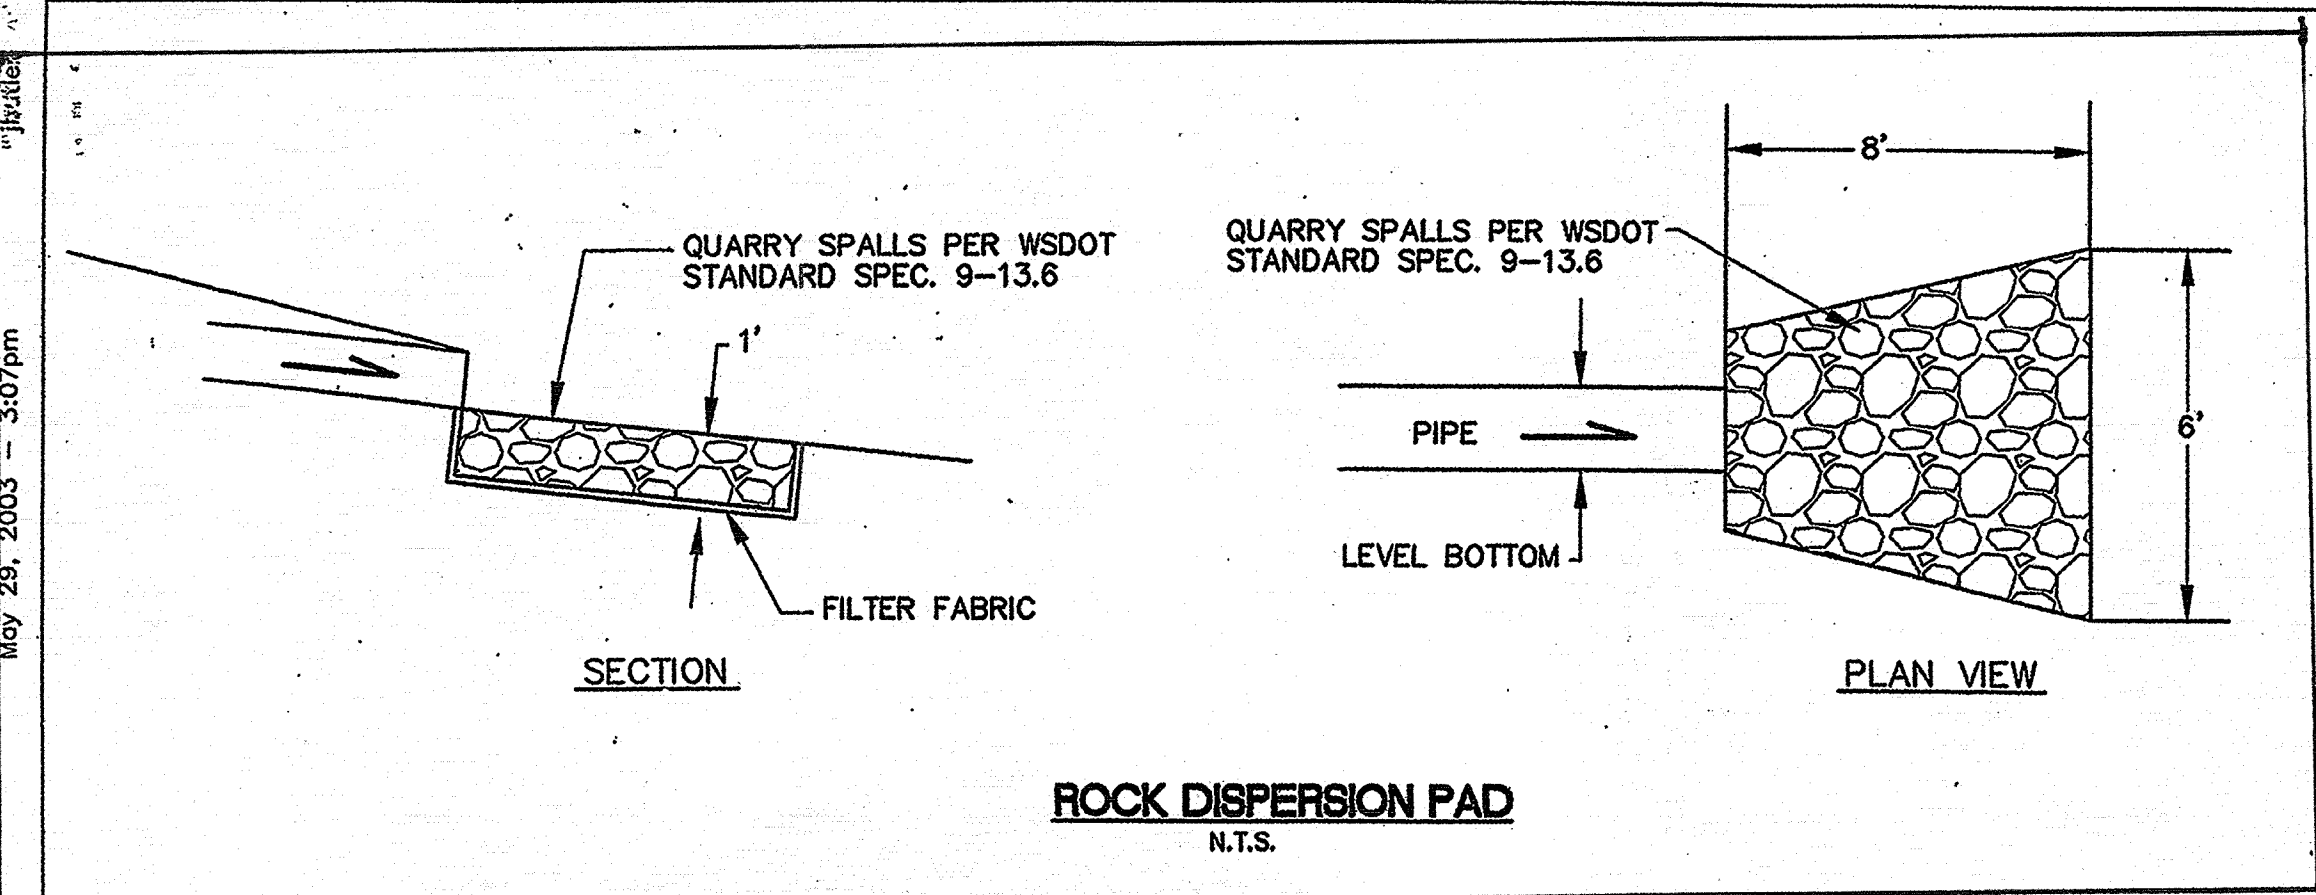 May 29, 2003 - 3:07pm
QUARRY SPALLS PER WSDOT
STANDARD SPEC. 9-13.6
1'
FILTER FABRIC
SECTION
8'
QUARRY SPALLS PER WSDOT
STANDARD SPEC. 9-13.6
PIPE
6'
LEVEL BOTTOM
PLAN VIEW
ROCK DISPERSION PAD
N.T.S.